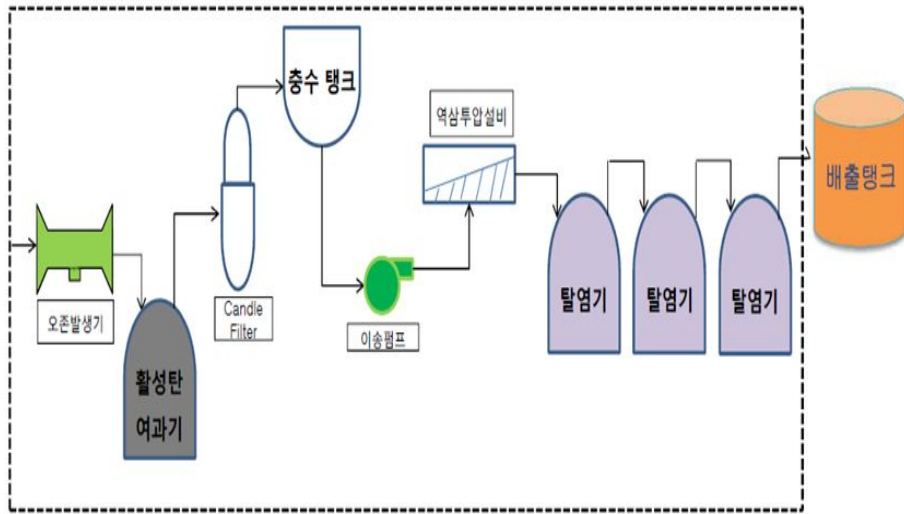 오존발생기
활성탄
여과기
Candle
Filter
충수 탱크
이송펌프
역삼투압설비
탈염기
탈염기
탈염기
배출탱크